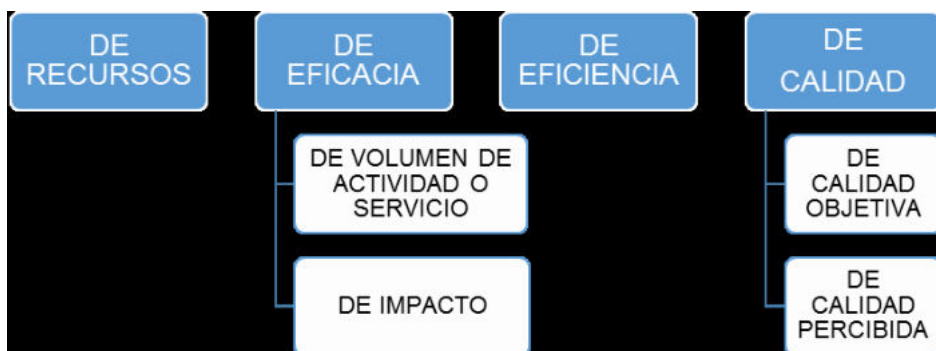 DE
RECURSOS
DE
EFICACIA
DE
EFICIENCIA
DE
CALIDAD
DE VOLUMEN DE
ACTIVIDAD O
SERVICIO
DE IMPACTO
DE
CALIDAD
OBJETIVA
DE
CALIDAD
PERCIBIDA